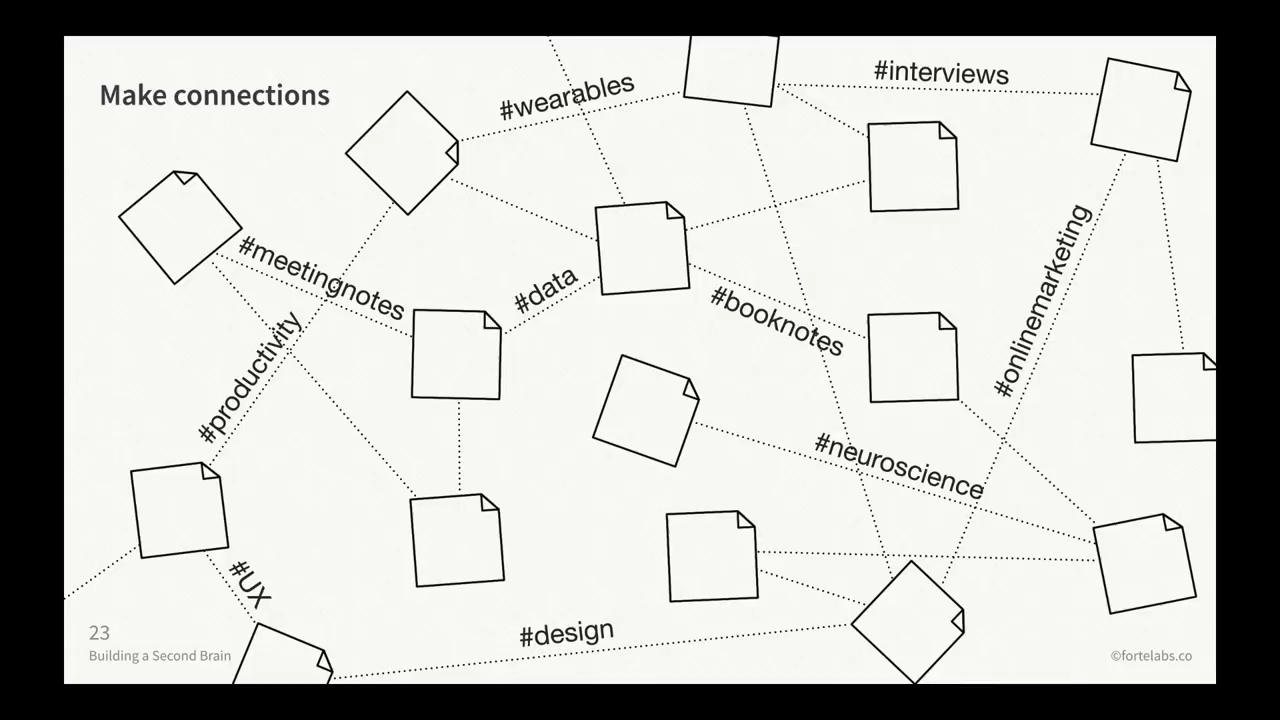 Make connections
#wearables
#interviews
#meetingnotes
#data
#booknotes
#onlinemarketing
#productivity
#neuroscience
#UX
#design
23
Building a Second Brain
©fortelabs.co